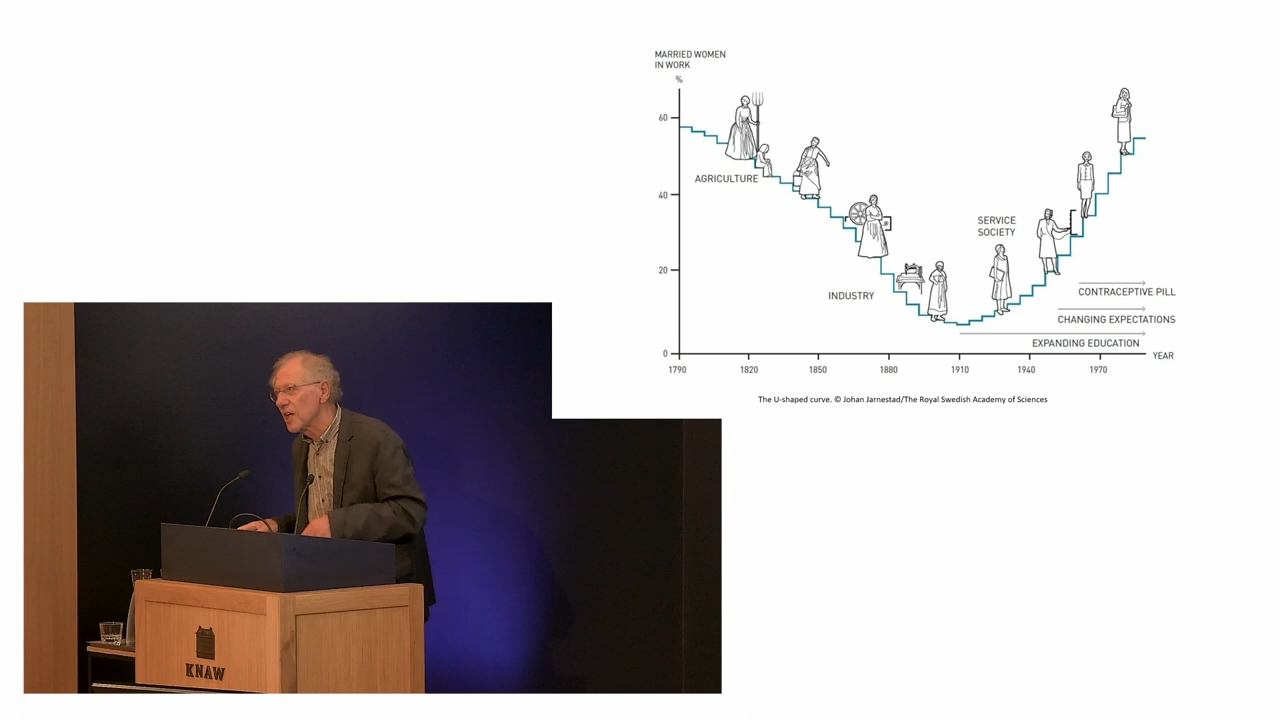 MARRIED WOMEN
IN WORK
%
60
40
20
0
AGRICULTURE
INDUSTRY
SERVICE
SOCIETY
CONTRACEPTIVE PILL
CHANGING EXPECTATIONS
EXPANDING EDUCATION
YEAR
1790 1820 1850 1880 1910 1940 1970
The U-shaped curve. © Johan Jarnestad/The Royal Swedish Academy of Sciences
KNAW